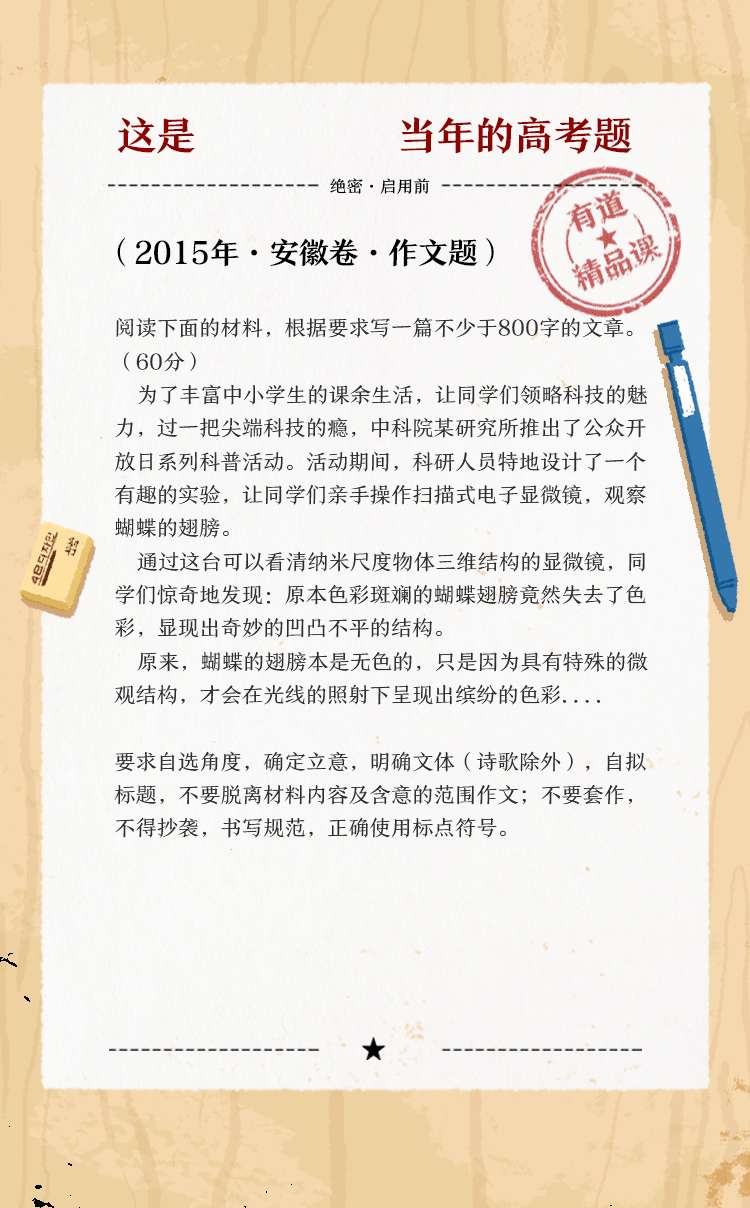 这是 当年的高考题
绝密·启用前
(2015年·安徽卷·作文题)
有道
精品课
阅读下面的材料，根据要求写一篇不少于800字的文章。
（60分）
为了丰富中小学生的课余生活，让同学们领略科技的魅
力，过一把尖端科技的瘾，中科院某研究所推出了公众开
放日系列科普活动。活动期间，科研人员特地设计了一个
有趣的实验，让同学们亲手操作扫描式电子显微镜，观察
蝴蝶的翅膀。
通过这台可以看清纳米尺度物体三维结构的显微镜，同
学们惊奇地发现：原本色彩斑斓的蝴蝶翅膀竟然失去了色
彩，显现出奇妙的凹凸不平的结构。
原来，蝴蝶的翅膀本是无色的，只是因为具有特殊的微
观结构，才会在光线的照射下呈现出缤纷的色彩....
要求自选角度，确定立意，明确文体（诗歌除外），自拟
标题，不要脱离材料内容及含意的范围作文；不要套作，
不得抄袭，书写规范，正确使用标点符号。